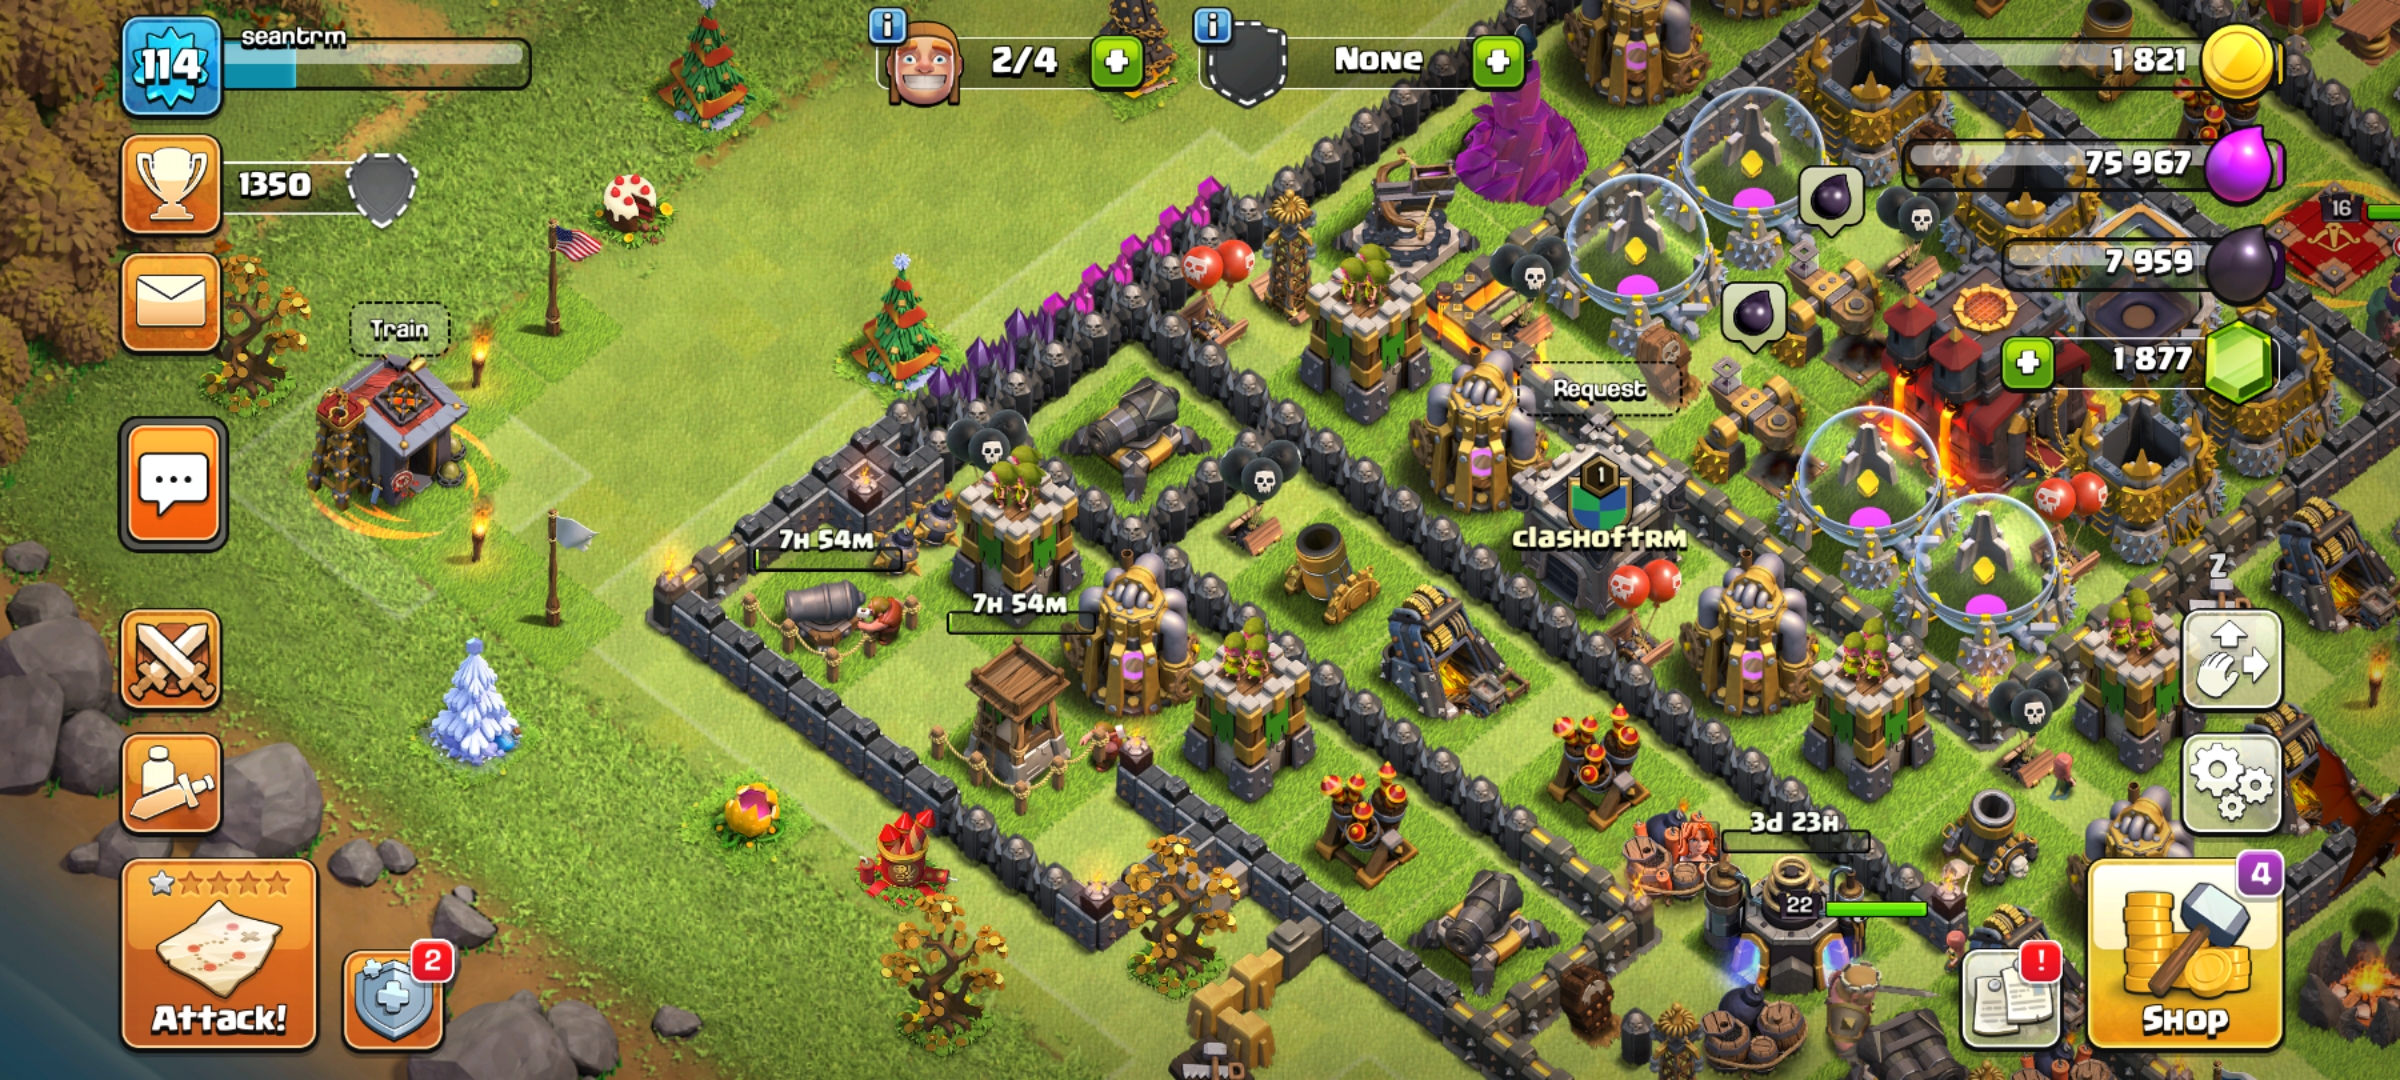 114
seantrm
2/4
None
1 821
1350
75 967
16
7 959
Train
1 877
Request
1
clashoftrm
7H 54M
7H 54M
Z
3d 23H
22
4
2
!
Attack!
Shop